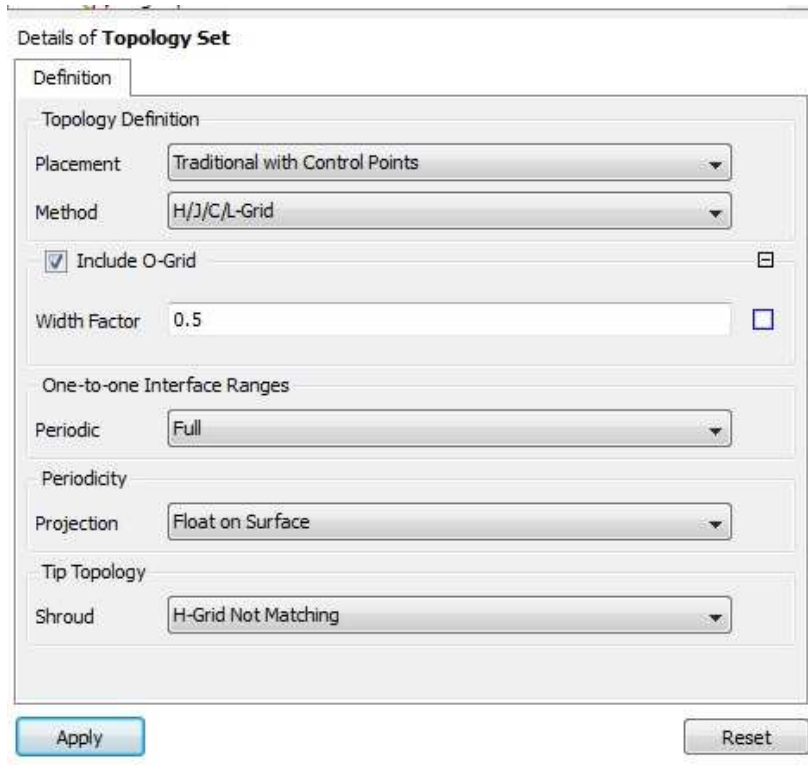 Details of Topology Set
Definition
Topology Definition
Placement Traditional with Control Points
Method H/J/C/L-Grid
Include O-Grid
Width Factor 0.5
One-to-one Interface Ranges
Periodic Full
Periodicity
Projection Float on Surface
Tip Topology
Shroud H-Grid Not Matching
Apply Reset